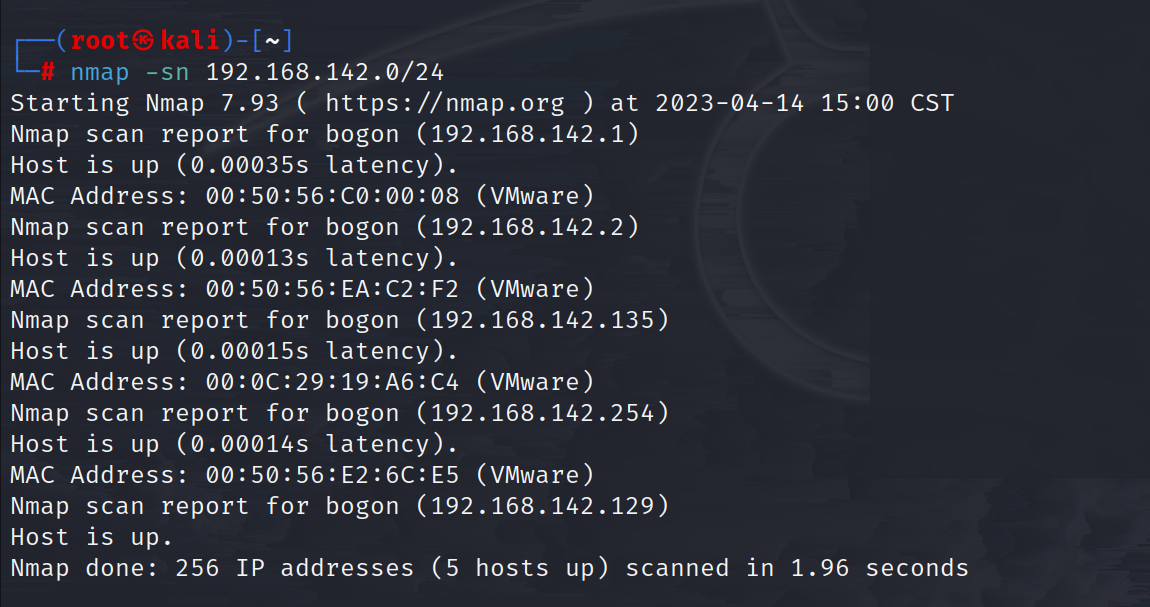 ┌──(root㉿kali)-[~]
└─# nmap -sn 192.168.142.0/24
Starting Nmap 7.93 ( https://nmap.org ) at 2023-04-14 15:00 CST
Nmap scan report for bogon (192.168.142.1)
Host is up (0.00035s latency).
MAC Address: 00:50:56:C0:00:08 (VMware)
Nmap scan report for bogon (192.168.142.2)
Host is up (0.00013s latency).
MAC Address: 00:50:56:EA:C2:F2 (VMware)
Nmap scan report for bogon (192.168.142.135)
Host is up (0.00015s latency).
MAC Address: 00:0C:29:19:A6:C4 (VMware)
Nmap scan report for bogon (192.168.142.254)
Host is up (0.00014s latency).
MAC Address: 00:50:56:E2:6C:E5 (VMware)
Nmap scan report for bogon (192.168.142.129)
Host is up.
Nmap done: 256 IP addresses (5 hosts up) scanned in 1.96 seconds